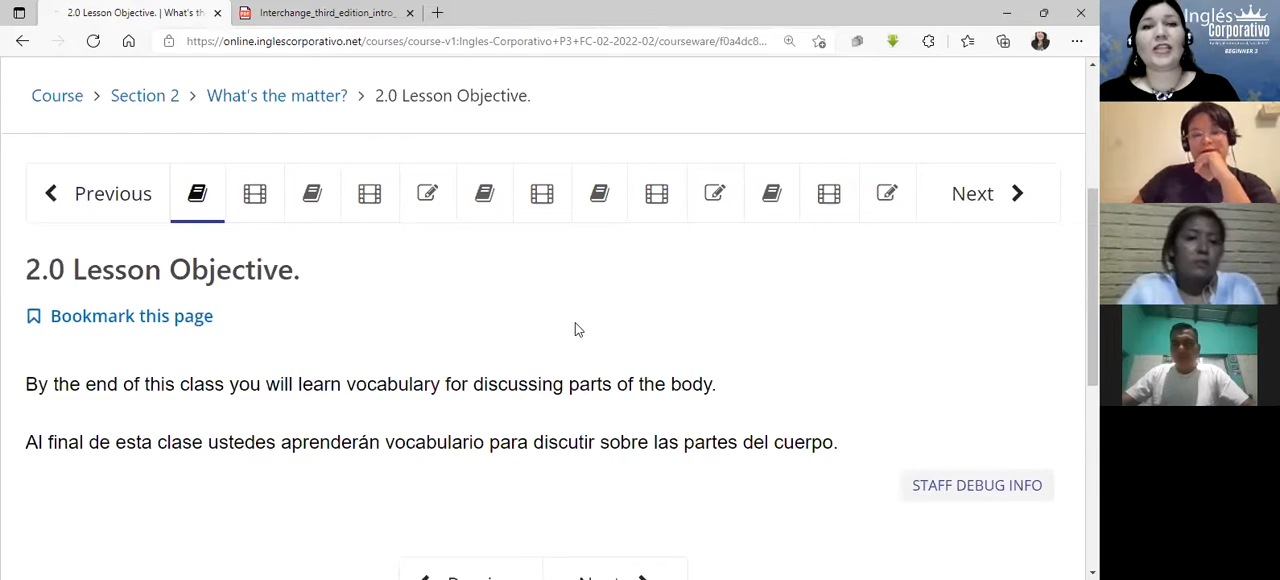 2.0 Lesson Objective. | What's th
Interchange_third_edition_intro_
https://online.inglescorporativo.net/courses/course-v1:Ingles-Corporativo+P3+FC-02-2022-02/courseware/f0a4dc8...
Inglés
Corporativo
BEGINNER 3
Course > Section 2 > What's the matter? > 2.0 Lesson Objective.
Previous
Next
2.0 Lesson Objective.
Bookmark this page
By the end of this class you will learn vocabulary for discussing parts of the body.
Al final de esta clase ustedes aprenderán vocabulario para discutir sobre las partes del cuerpo.
STAFF DEBUG INFO